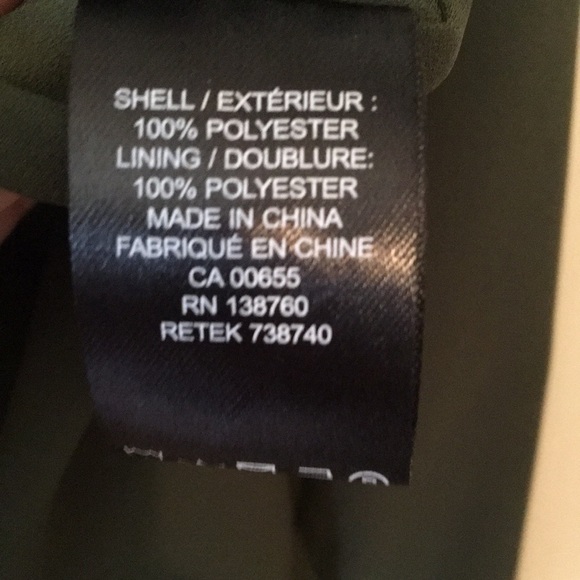 SHELL / EXTÉRIEUR :
100% POLYESTER
LINING / DOUBLURE:
100% POLYESTER
MADE IN CHINA
FABRIQUÉ EN CHINE
CA 00655
RN 138760
RETEK 738740